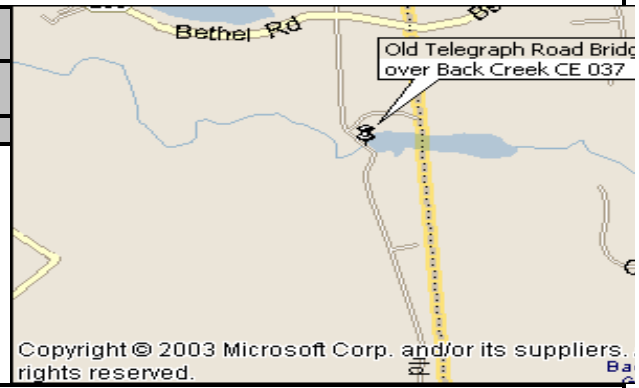 Bethel Rd
Old Telegraph Road Bridg
over Back Creek CE 037
Copyright © 2003 Microsoft Corp. and/or its suppliers.
rights reserved.
Ba